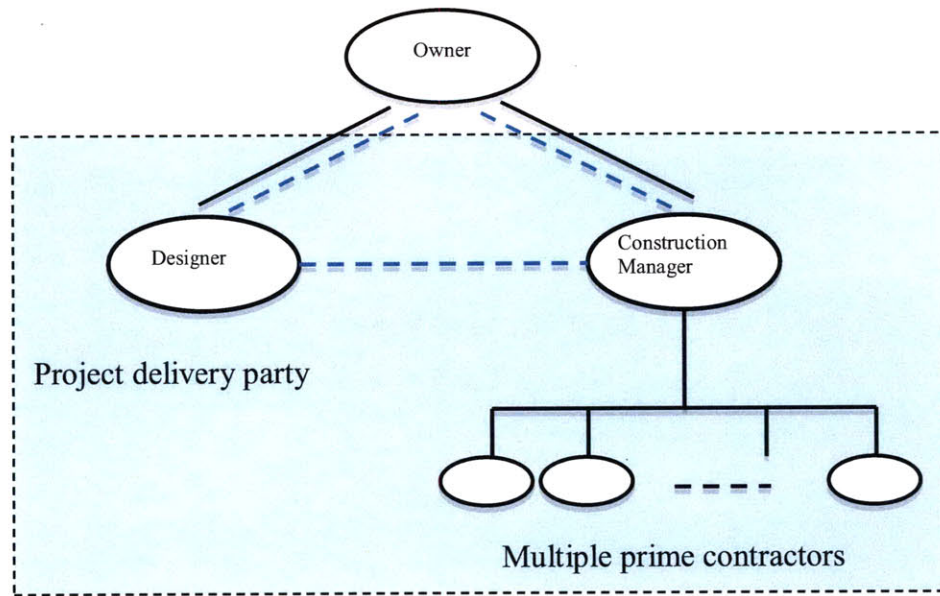 Owner
Designer
Construction
Manager
Project delivery party
Multiple prime contractors